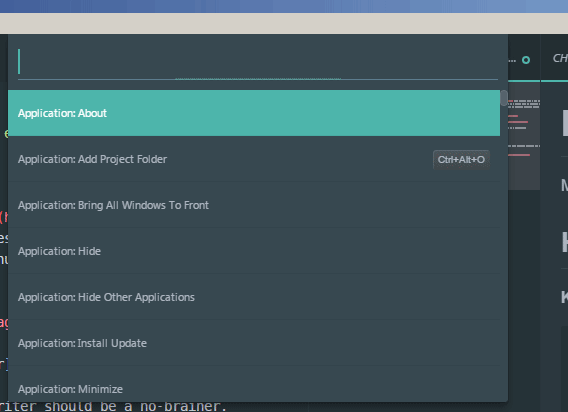 ... CH
Application: About
Application: Add Project Folder Ctrl+Alt+O
Application: Bring All Windows To Front
Application: Hide
Application: Hide Other Applications
Application: Install Update
Application: Minimize
riter should be a no-brainer.